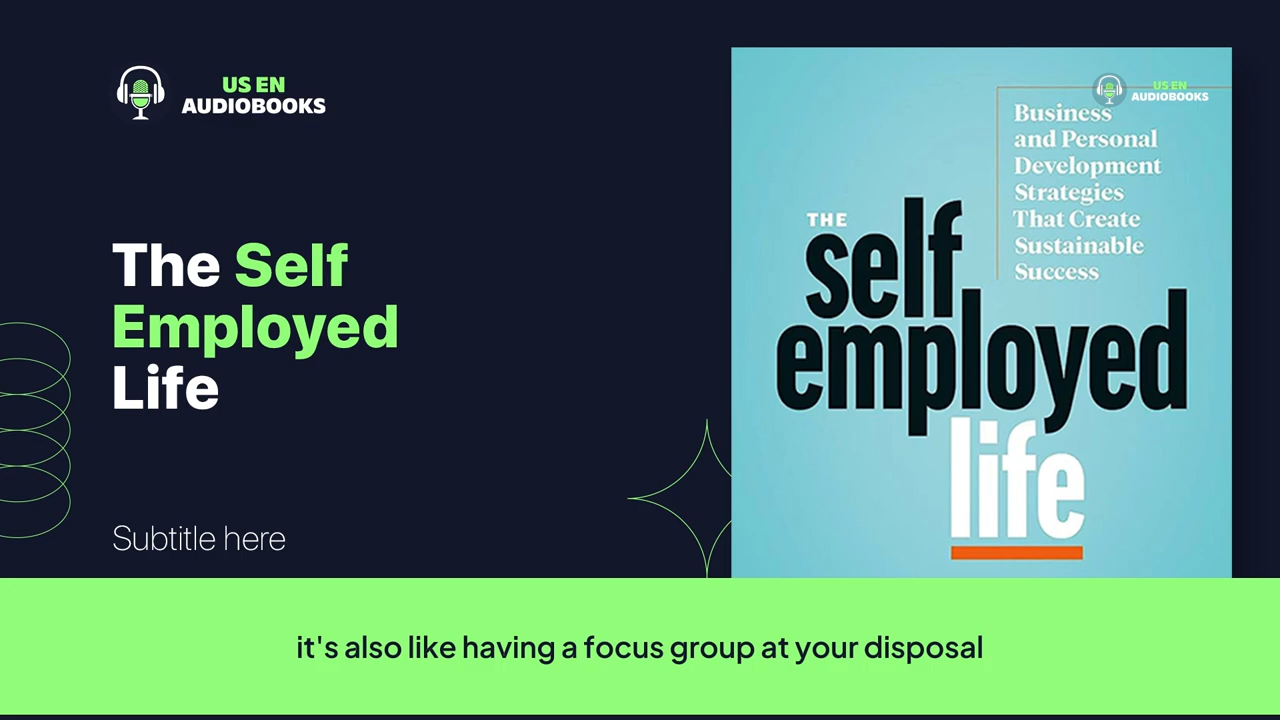 US EN
AUDIOBOOKS
The Self
Employed
Life
Subtitle here
US EN
AUDIOBOOKS
Business
and Personal
Development
Strategies
That Create
Sustainable
Success
THE
self
employed
life
it's also like having a focus group at your disposal